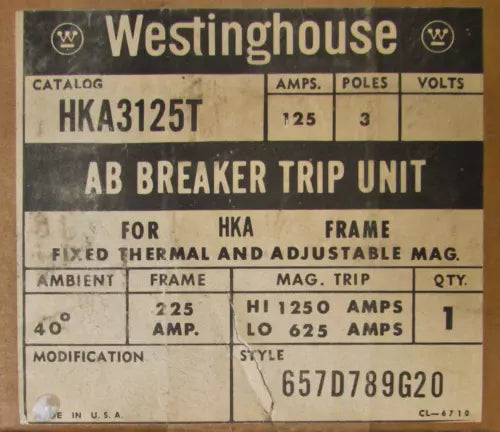 Westinghouse
CATALOG AMPS. POLES VOLTS
HKA3125T 125 3
AB BREAKER TRIP UNIT
FOR HKA FRAME
FIXED THERMAL AND ADJUSTABLE MAG.
AMBIENT FRAME MAG. TRIP QTY.
40° 225 AMP. HI 1250 AMPS LO 625 AMPS 1
MODIFICATION STYLE
657D789G20
MADE IN U.S.A. CL-6710